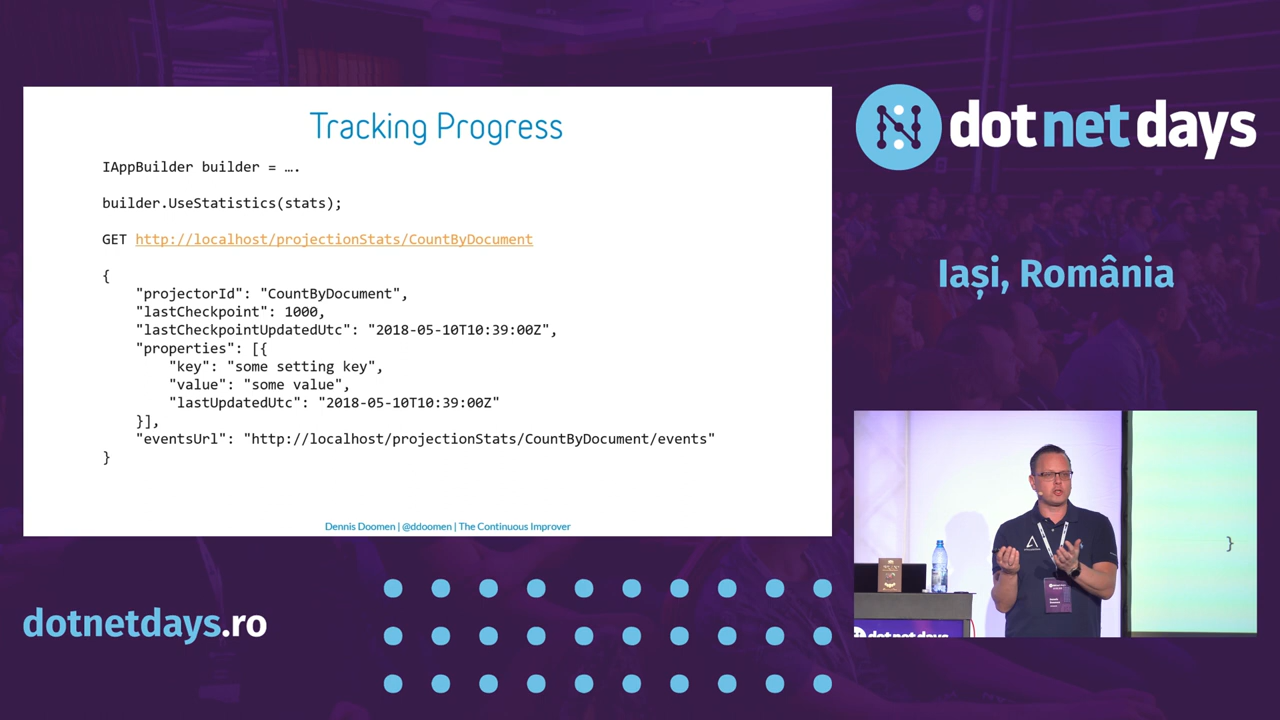 Tracking Progress
IAppBuilder builder = ….
builder.UseStatistics(stats);
GET http://localhost/projectionStats/CountByDocument
{
"projectorId": "CountByDocument",
"lastCheckpoint": 1000,
"lastCheckpointUpdatedUtc": "2018-05-10T10:39:00Z",
"properties": [{
"key": "some setting key",
"value": "some value",
"lastUpdatedUtc": "2018-05-10T10:39:00Z"
}],
"eventsUrl": "http://localhost/projectionStats/CountByDocument/events"
}
Dennis Doomen | @ddoomen | The Continuous Improver
dotnetdays
Iași, România
}
dotnetdays
dotnetdays.ro